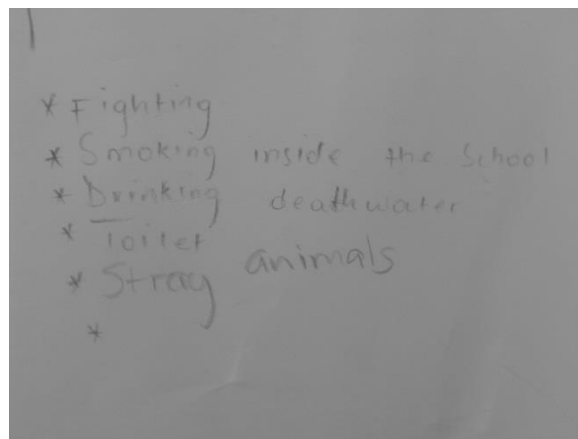 * Fighting
* Smoking inside the School
* Drinking deathwater
* Toilet
* Stray animals
*